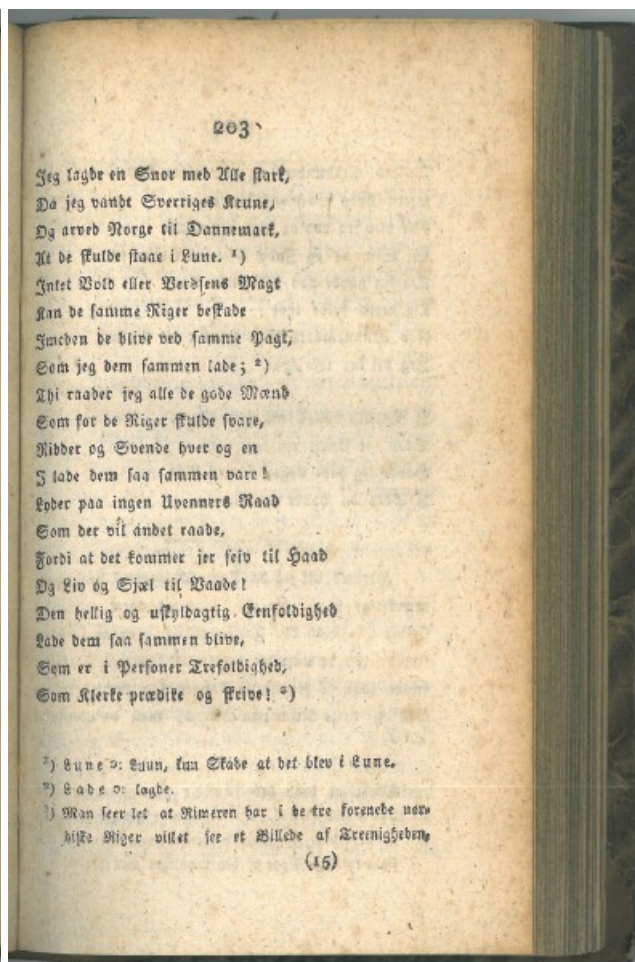 203
Jeg lagde en Snor med Alle stark,
Da jeg vandt Sverriges Krune,
Og arved Norge til Dannemark,
At de skulde staae i Lune. ¹)
Intet Vold eller Verdsens Magt
Kan de samme Riger beskade
Imeden de blive ved samme Pagt,
Som jeg dem sammen lade; ²)
Thi raader jeg alle de gode Mænd
Som for de Riger skulde svare,
Ridder og Svende hver og en
I lade dem saa sammen vare!
Lyder paa ingen Uvenners Raad
Som der vil andet raade,
Fordi at det kommer jer selv til Haad
Og Liv og Sjæl til Vaade!
Den hellig og uskyldagtig Eenfoldighed
Lade dem saa sammen blive,
Som er i Personer Trefoldighed,
Som Klerke prædike og skrive! ³)
¹) Lune ɔ: Luun, kun Skade at det blev i Lune.
²) Lade ɔ: lagde.
³) Man seer let at Rimeren har i de tre forenede nor-
diske Riger villet see et Billede af Treenigheden.
(15)